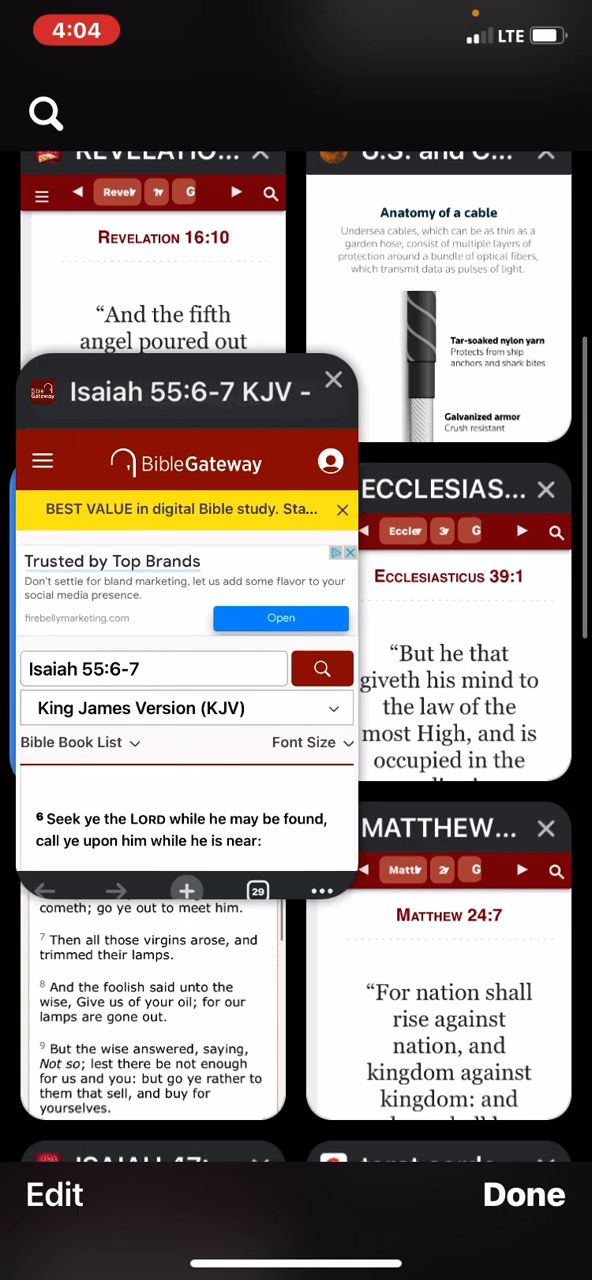 4:04
LTE
REVELATIO...
Revelr
1r
G
REVELATION 16:10
“And the fifth
angel poured out
U.S. and C...
Anatomy of a cable
Undersea cables, which can be as thin as a
garden hose, consist of multiple layers of
protection around a bundle of optical fibers,
which transmit data as pulses of light.
Tar-soaked nylon yarn
Protects from ship
anchors and shark bites
Galvanized armor
Crush resistant
Isaiah 55:6-7 KJV -
BibleGateway
BEST VALUE in digital Bible study. Sta...
Trusted by Top Brands
Don't settle for bland marketing, let us add some flavor to your
social media presence.
firebellymarketing.com
Open
Isaiah 55:6-7
King James Version (KJV)
Bible Book List
Font Size
6 Seek ye the LORD while he may be found,
call ye upon him while he is near:
29
ECCLESIAS...
Eccler
3r
G
ECCLESIASTICUS 39:1
“But he that
giveth his mind to
the law of the
most High, and is
occupied in the
cometh; go ye out to meet him.
7 Then all those virgins arose, and
trimmed their lamps.
8 And the foolish said unto the
wise, Give us of your oil; for our
lamps are gone out.
9 But the wise answered, saying,
Not so; lest there be not enough
for us and you: but go ye rather to
them that sell, and buy for
yourselves.
MATTHEW...
Mattlr
2r
G
MATTHEW 24:7
“For nation shall
rise against
nation, and
kingdom against
kingdom: and
ISAIAH 47:
tarot cards
Edit
Done